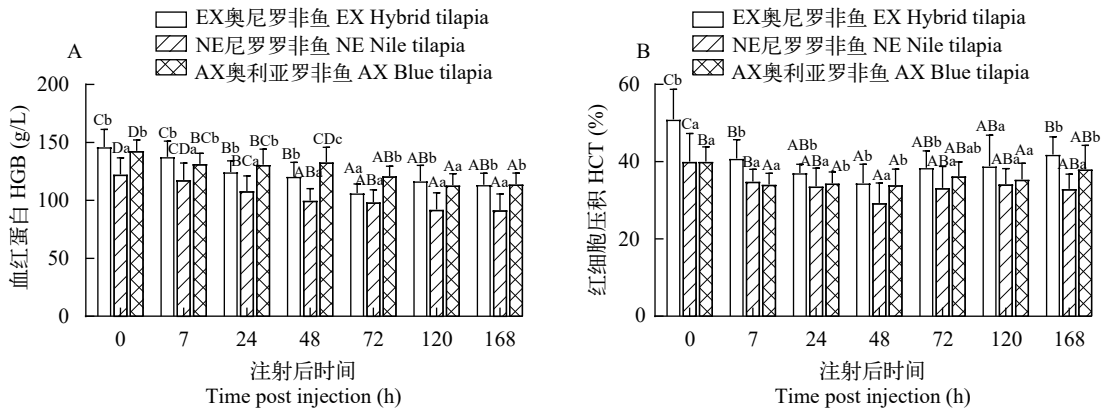 A
EX奥尼罗非鱼 EX Hybrid tilapia
NE尼罗罗非鱼 NE Nile tilapia
AX奥利亚罗非鱼 AX Blue tilapia
血红蛋白 HGB (g/L)
200
150
100
50
0
Cb Da Db
Cb CDa BCb
Bb BCa BCb
Bb ABa CDc
Aa ABa Bb
ABb Aa Aa
ABb Aa Ab
0 7 24 48 72 120 168
注射后时间
Time post injection (h)
B
EX奥尼罗非鱼 EX Hybrid tilapia
NE尼罗罗非鱼 NE Nile tilapia
AX奥利亚罗非鱼 AX Blue tilapia
红细胞压积 HCT (%)
60
40
20
0
Cb Ca Ba
Bb Ba Aa
ABb ABa Ab
Ab Aa Ab
ABb ABa ABab
ABa ABa Aa
Bb ABa ABb
0 7 24 48 72 120 168
注射后时间
Time post injection (h)